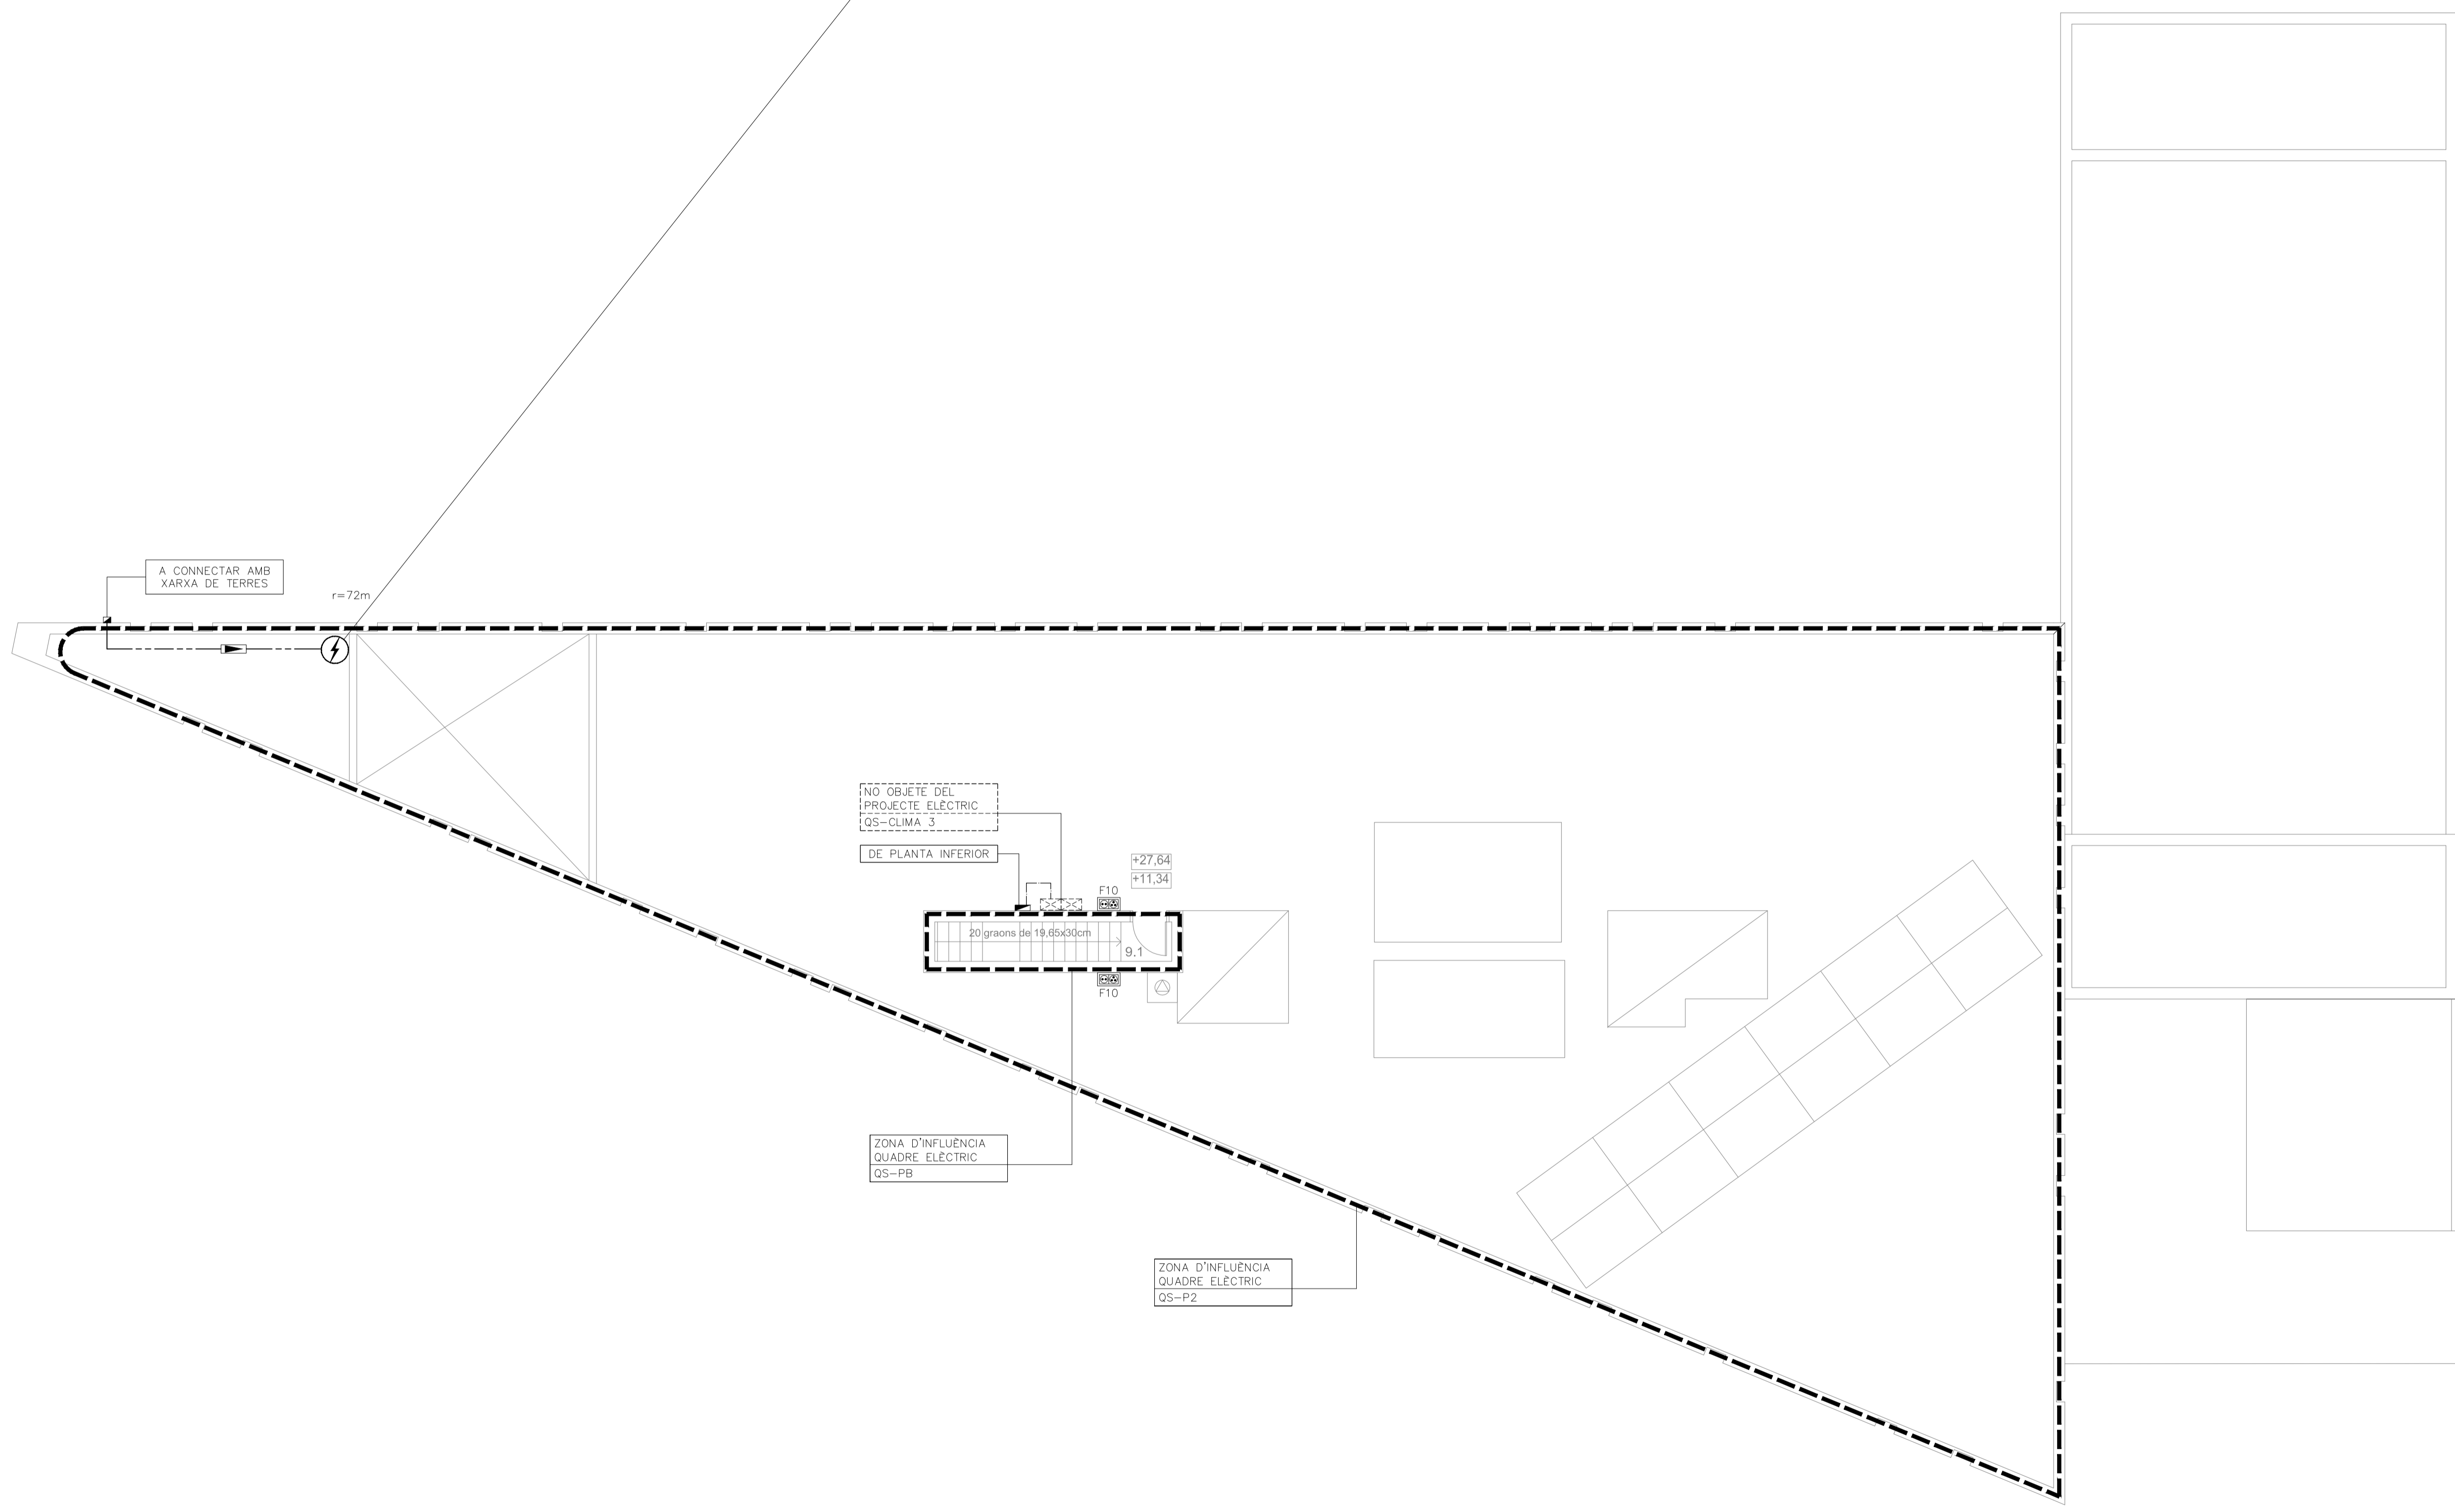 A CONNECTAR AMB
XARXA DE TERRES
r=72m
NO OBJETE DEL
PROJECTE ELÈCTRIC
QS-CLIMA 3
DE PLANTA INFERIOR
+27,64
+11,34
F10
20 graons de 19,65x30cm
9.1
F10
ZONA D'INFLUÈNCIA
QUADRE ELÈCTRIC
QS-PB
ZONA D'INFLUÈNCIA
QUADRE ELÈCTRIC
QS-P2